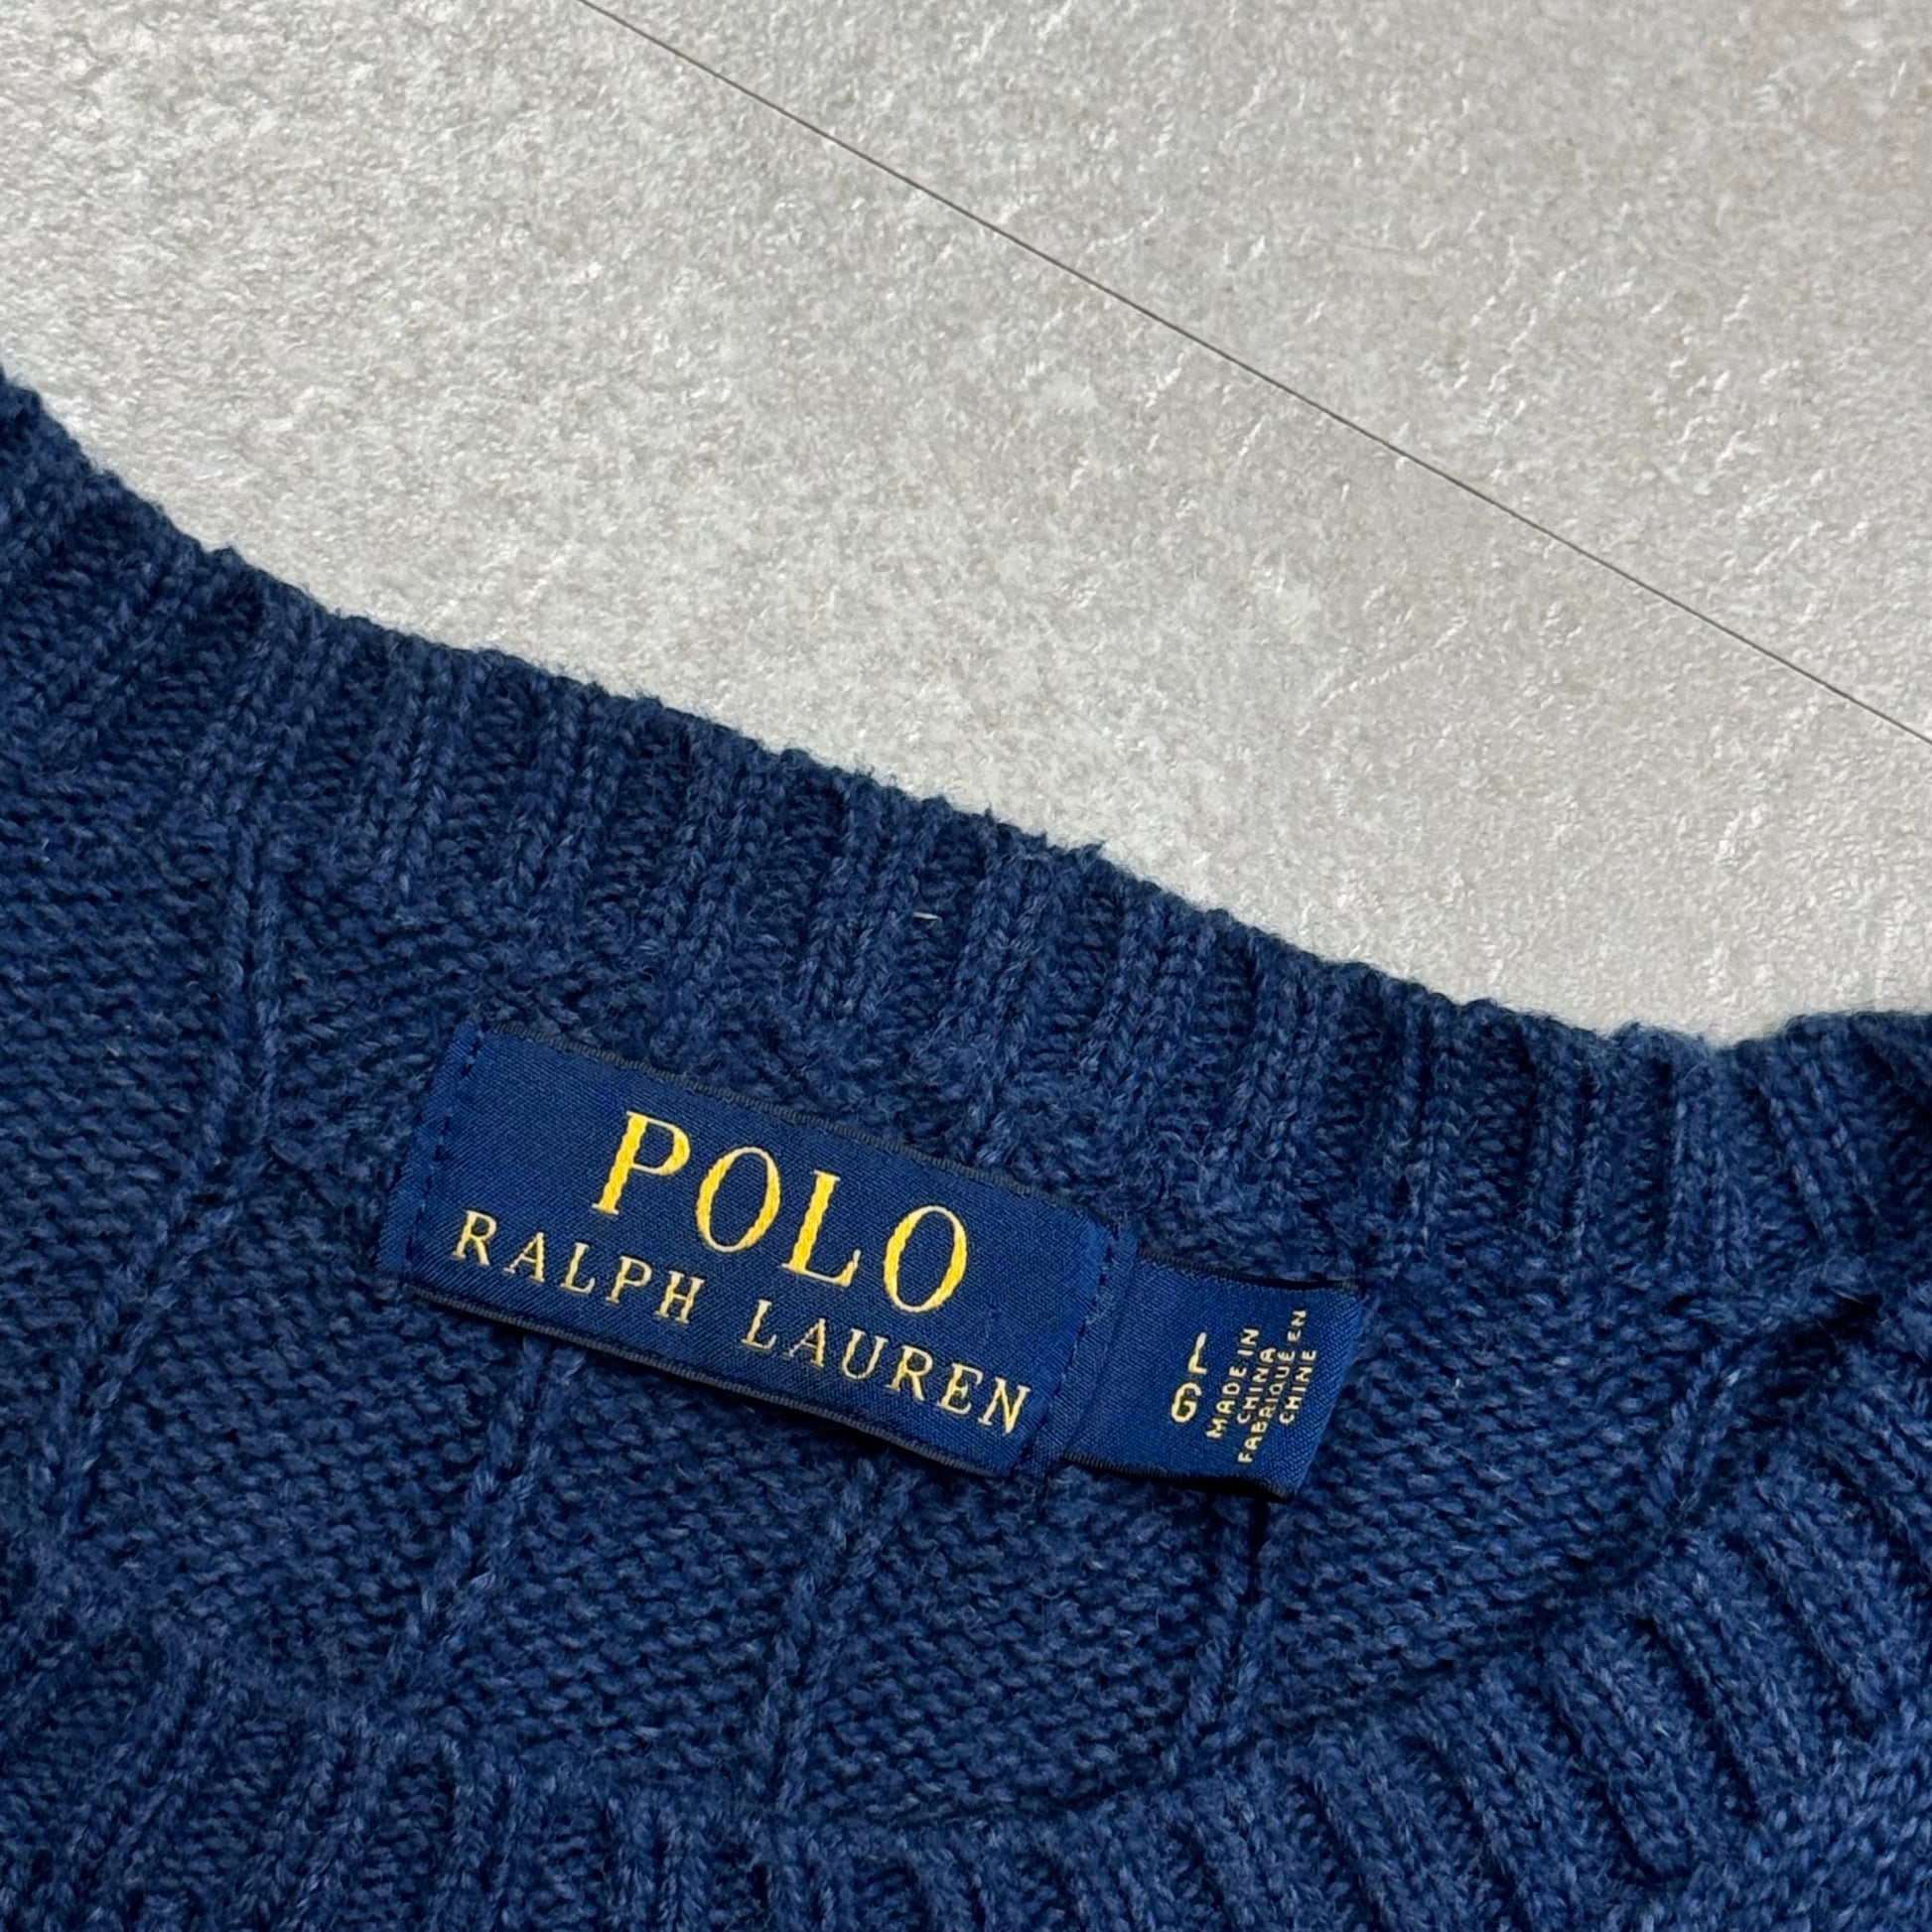 POLO
RALPH LAUREN
L
G
MADE IN
CHINA
FABRIQUÉ EN
CHINE